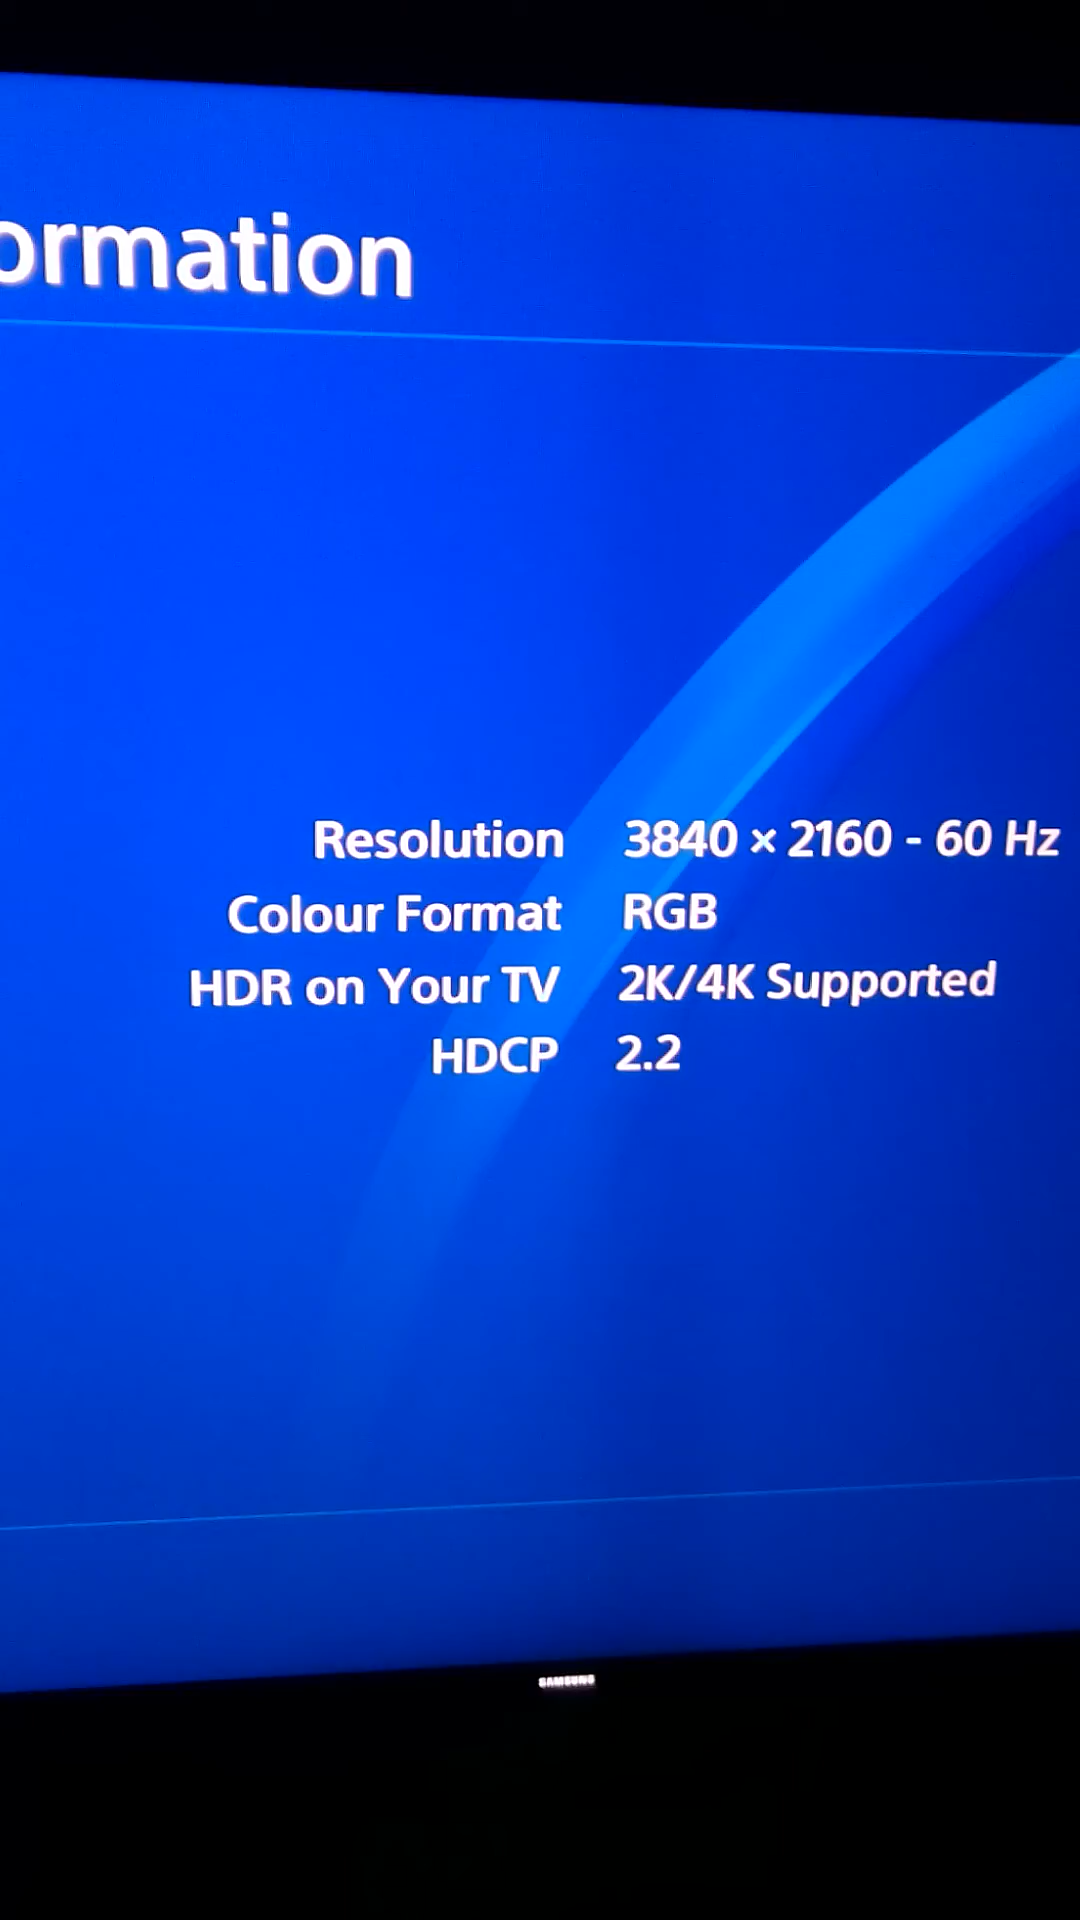 ormation
Resolution 3840 × 2160 - 60 Hz
Colour Format RGB
HDR on Your TV 2K/4K Supported
HDCP 2.2
SAMSUNG